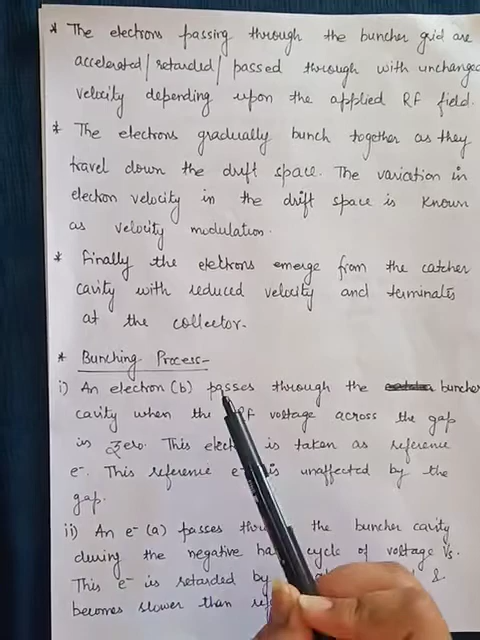 * The electrons passing through the buncher grid are
accelerated/retarded/passed through with unchanged
velocity depending upon the applied RF field.
* The electrons gradually bunch together as they
travel down the drift space. The variation in
electron velocity in the drift space is known
as velocity modulation.
* Finally the elektrons emerge from the catcher
cavity with reduced velocity and terminates
at the collector.
* Bunching Process-
i) An electron (b) passes through the buncher
cavity when the RF voltage across the gap
is zero. This is taken as reference
e⁻. This reference e⁻ is unaffected by the
gap.
ii) An e⁻ (a) passes the buncher cavity
during the negative cycle of voltage Vs.
This e⁻ is retarded by &
becomes slower than